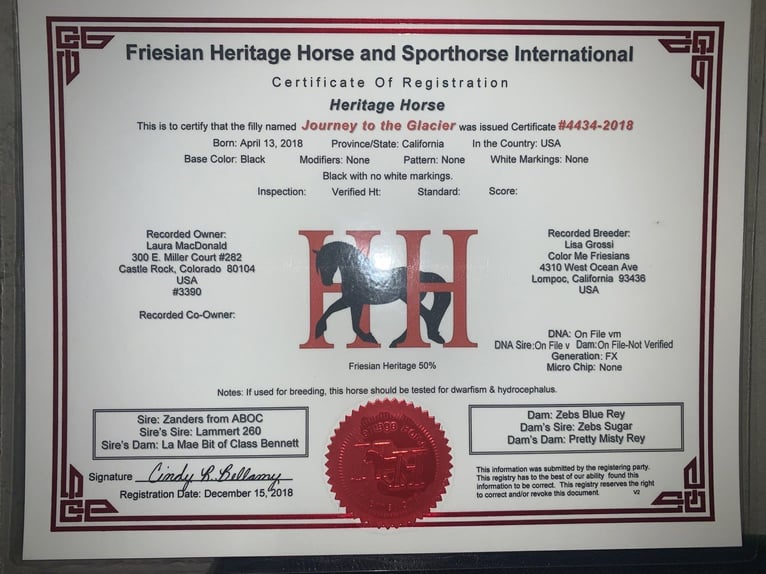 Friesian Heritage Horse and Sporthorse International
Certificate Of Registration
Heritage Horse
This is to certify that the filly named Journey to the Glacier was issued Certificate #4434-2018
Born: April 13, 2018 Province/State: California In the Country: USA
Base Color: Black Modifiers: None Pattern: None White Markings: None
Black with no white markings.
Inspection: Verified Ht: Standard: Score:
Recorded Owner:
Laura MacDonald
300 E. Miller Court #282
Castle Rock, Colorado 80104
USA
#3390
Recorded Co-Owner:
HH
Friesian Heritage 50%
Recorded Breeder:
Lisa Grossi
Color Me Friesians
4310 West Ocean Ave
Lompoc, California 93436
USA
DNA: On File vm
DNA Sire:On File v Dam:On File-Not Verified
Generation: FX
Micro Chip: None
Notes: If used for breeding, this horse should be tested for dwarfism & hydrocephalus.
Sire: Zanders from ABOC
Sire's Sire: Lammert 260
Sire's Dam: La Mae Bit of Class Bennett
Dam: Zebs Blue Rey
Dam's Sire: Zebs Sugar
Dam's Dam: Pretty Misty Rey
Signature Cindy R. Bellamy
Registration Date: December 15, 2018
This information was submitted by the registering party.
This registry has to the best of our ability found this
information to be correct. This registry reserves the right
to correct and/or revoke this document. V2